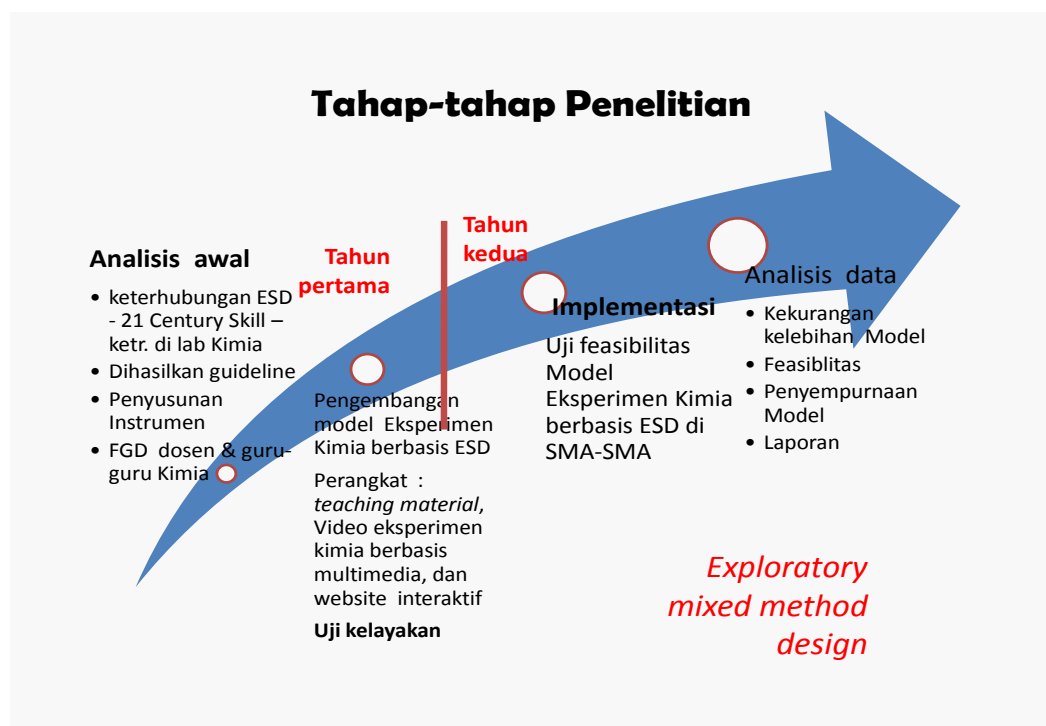 Tahap-tahap Penelitian
Analisis awal
• keterhubungan ESD
- 21 Century Skill –
ketr. di lab Kimia
• Dihasilkan guideline
• Penyusunan
Instrumen
• FGD dosen & guru-
guru Kimia
Tahun
pertama
Pengembangan
model Eksperimen
Kimia berbasis ESD
Perangkat :
teaching material,
Video eksperimen
kimia berbasis
multimedia, dan
website interaktif
Uji kelayakan
Tahun
kedua
Implementasi
Uji feasibilitas
Model
Eksperimen Kimia
berbasis ESD di
SMA-SMA
Analisis data
• Kekurangan
kelebihan Model
• Feasiblitas
• Penyempurnaan
Model
• Laporan
Exploratory
mixed method
design